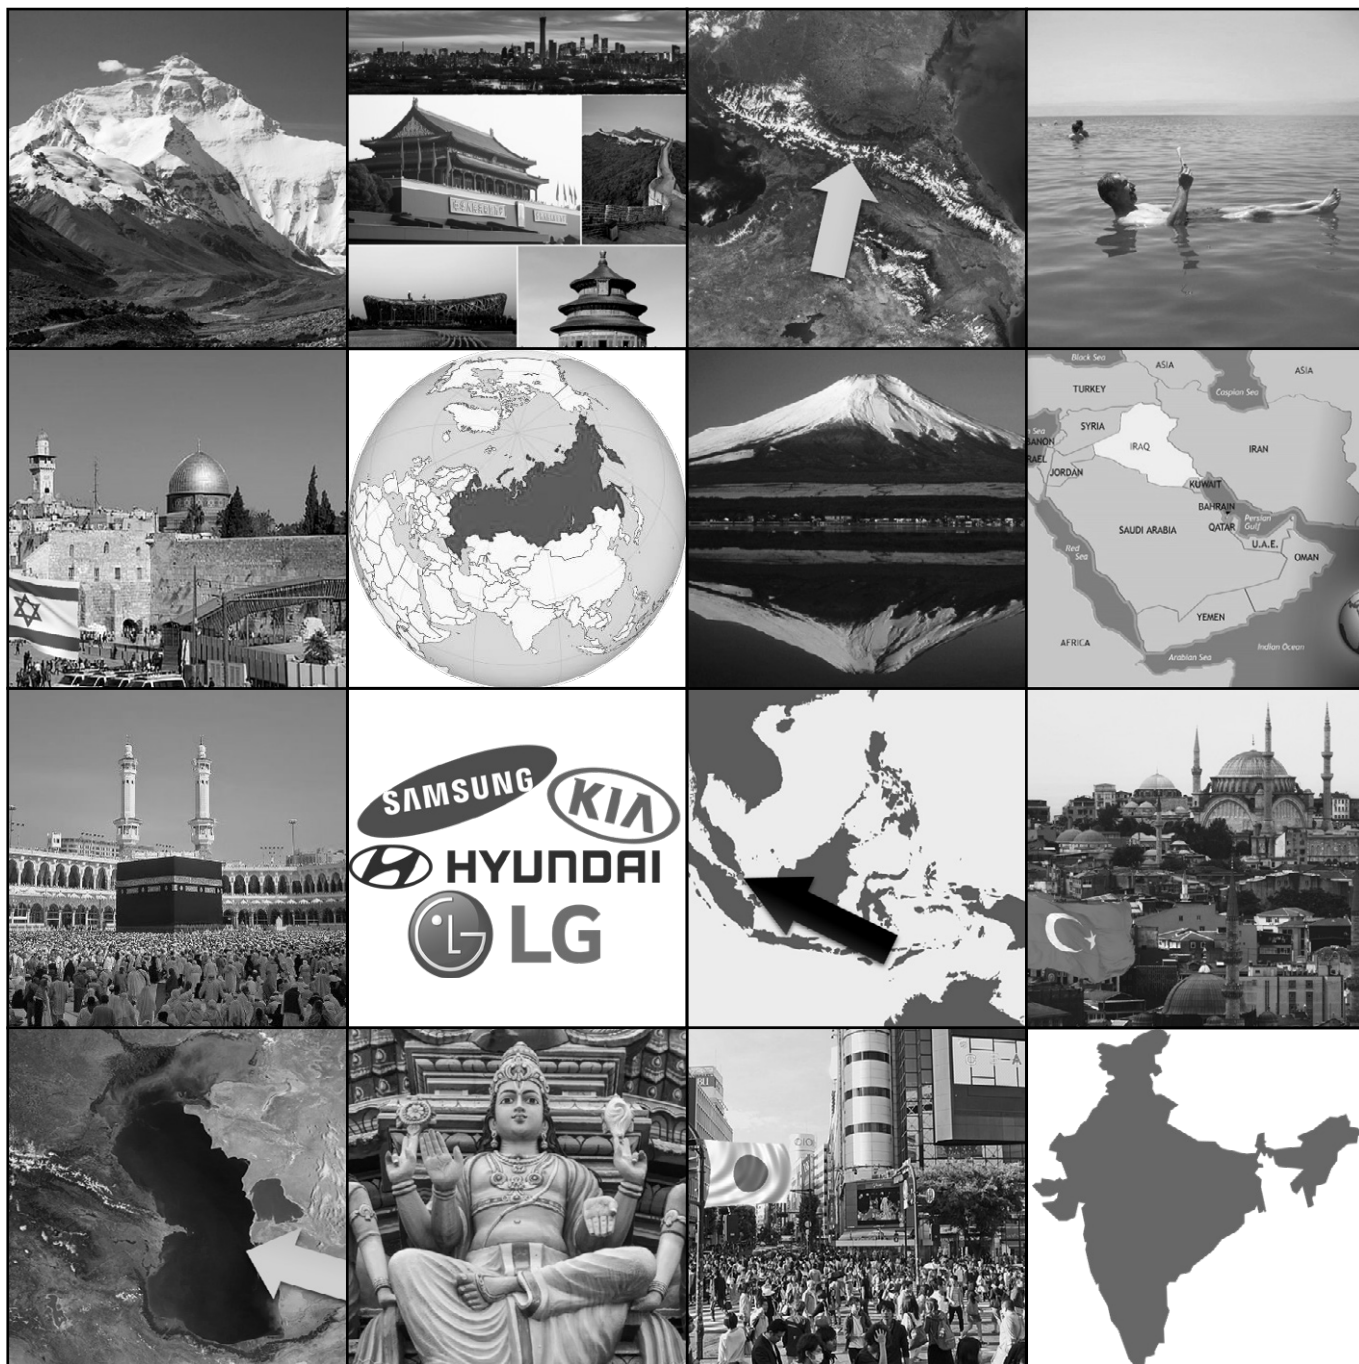 Black Sea
ASIA
ASIA
Caspian Sea
TURKEY
SYRIA
IRAQ
IRAN
JORDAN
KUWAIT
BAHRAIN
QATAR
Persian
Gulf
SAUDI ARABIA
U.A.E.
OMAN
Red
Sea
YEMEN
AFRICA
Arabian Sea
Indian Ocean
SAMSUNG
KIA
HYUNDAI
LG